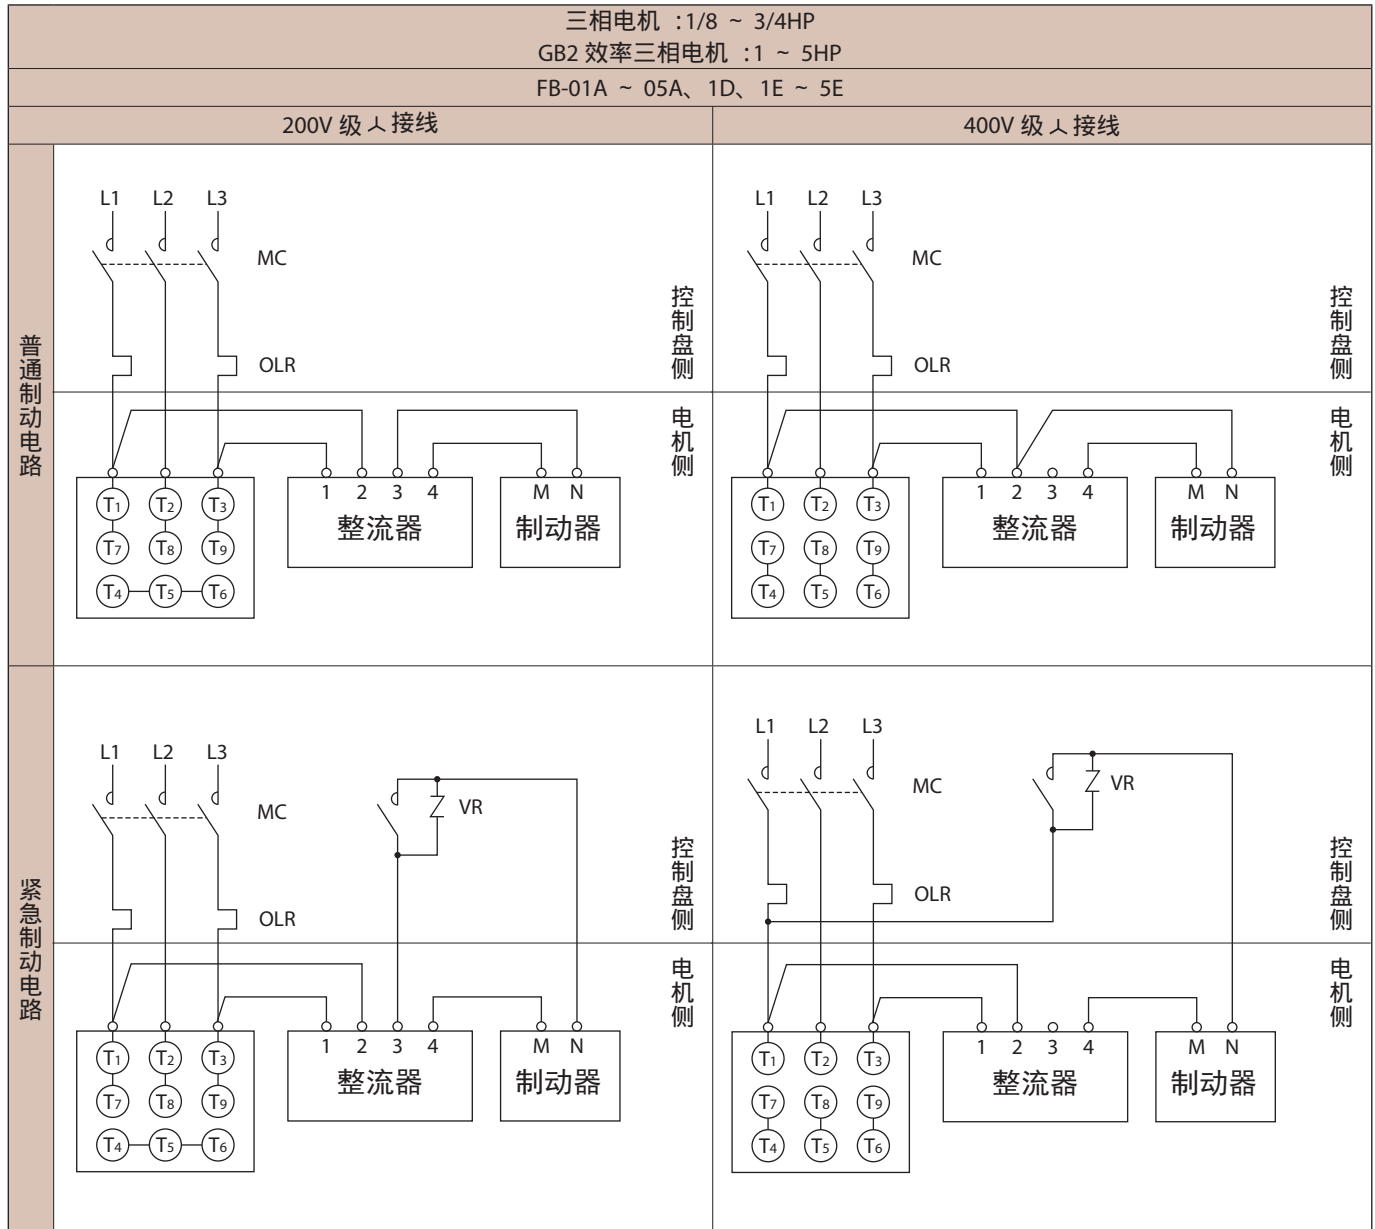 三相电机 :1/8 ~ 3/4HP
GB2 效率三相电机 :1 ~ 5HP
FB-01A ~ 05A、1D、1E ~ 5E
200V 级人接线
400V 级人接线
普通制动电路
L1 L2 L3
MC
OLR
控制盘侧
电机侧
1 2 3 4
M N
T1 T2 T3
整流器
制动器
T7 T8 T9
T4 T5 T6
L1 L2 L3
MC
OLR
控制盘侧
电机侧
1 2 3 4
M N
T1 T2 T3
整流器
制动器
T7 T8 T9
T4 T5 T6
紧急制动电路
L1 L2 L3
MC
VR
OLR
控制盘侧
电机侧
1 2 3 4
M N
T1 T2 T3
整流器
制动器
T7 T8 T9
T4 T5 T6
L1 L2 L3
MC
VR
OLR
控制盘侧
电机侧
1 2 3 4
M N
T1 T2 T3
整流器
制动器
T7 T8 T9
T4 T5 T6